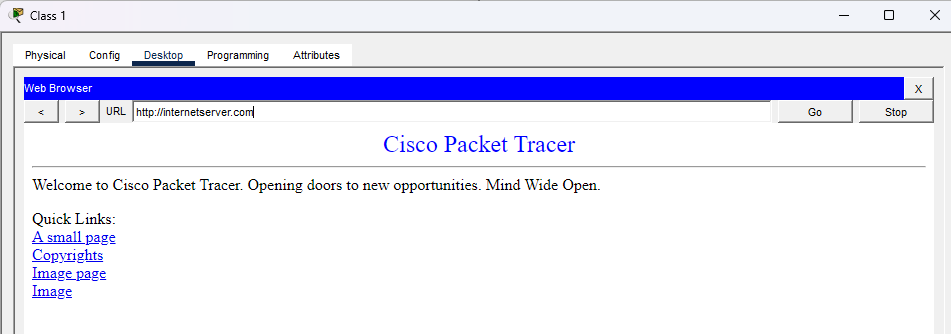 Class 1
Physical Config Desktop Programming Attributes
Web Browser X
< > URL http://internetserver.com Go Stop
Cisco Packet Tracer
Welcome to Cisco Packet Tracer. Opening doors to new opportunities. Mind Wide Open.
Quick Links:
A small page
Copyrights
Image page
Image